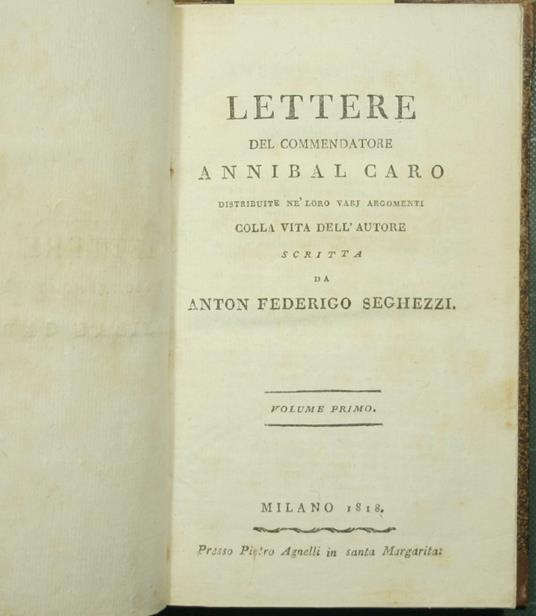 LETTERE
DEL COMMENDATORE
ANNIBAL CARO
DISTRIBUITE NE' LORO VARJ ARGOMENTI
COLLA VITA DELL' AUTORE
SCRITTA
DA
ANTON FEDERIGO SEGHEZZI.
VOLUME PRIMO.
MILANO 1818.
Presso Pietro Agnelli in santa Margarita: